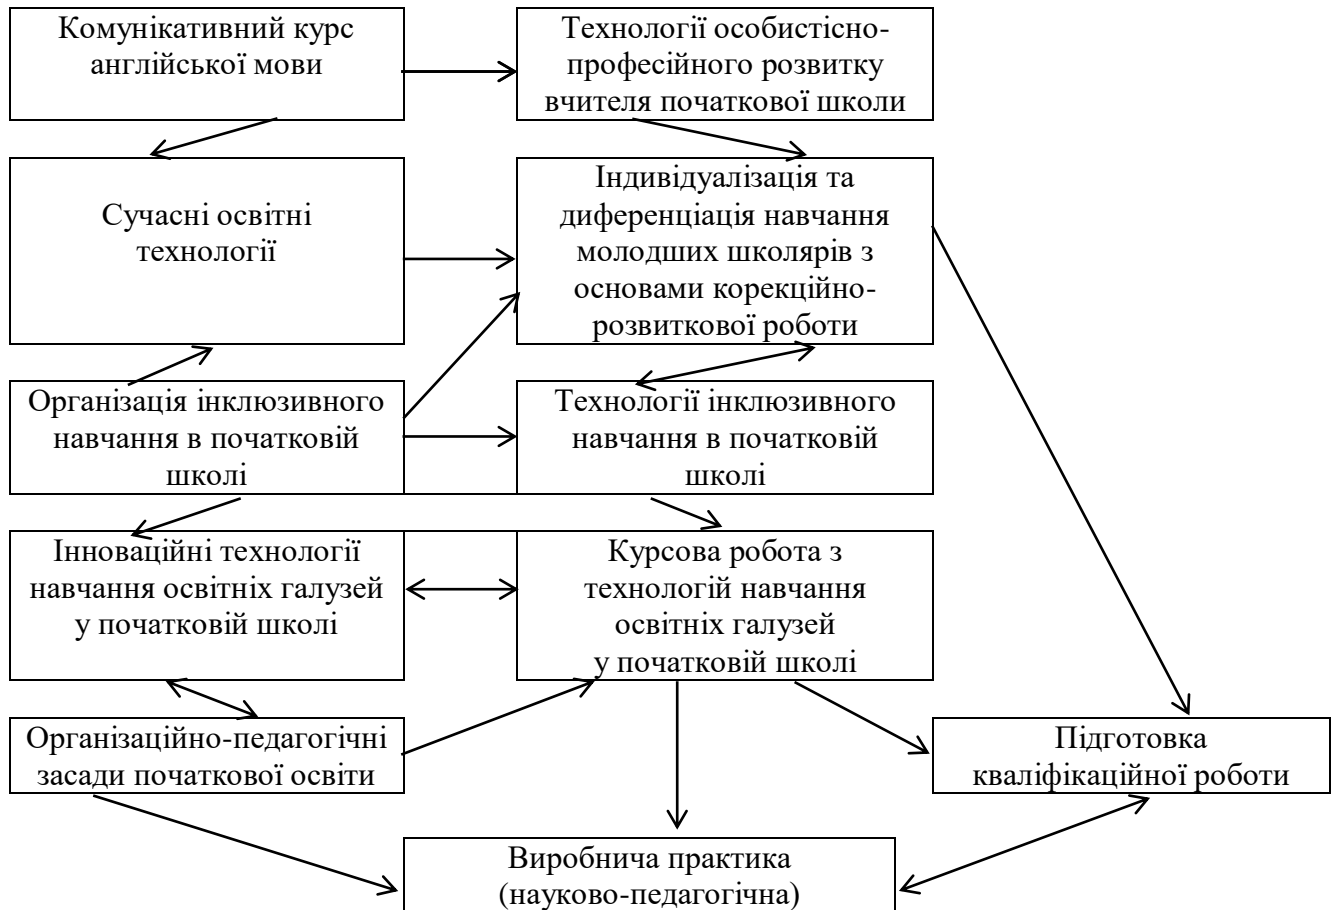 Комунікативний курс
англійської мови
Технології особистісно-
професійного розвитку
вчителя початкової школи
Сучасні освітні
технології
Індивідуалізація та
диференціація навчання
молодших школярів з
основами корекційно-
розвиткової роботи
Організація інклюзивного
навчання в початковій
школі
Технології інклюзивного
навчання в початковій
школі
Інноваційні технології
навчання освітніх галузей
у початковій школі
Курсова робота з
технологій навчання
освітніх галузей
у початковій школі
Організаційно-педагогічні
засади початкової освіти
Підготовка
кваліфікаційної роботи
Виробнича практика
(науково-педагогічна)